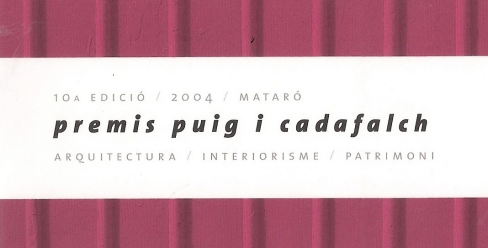 10A EDICIÓ / 2004 / MATARÓ
premis puig i cadafalch
ARQUITECTURA / INTERIORISME / PATRIMONI